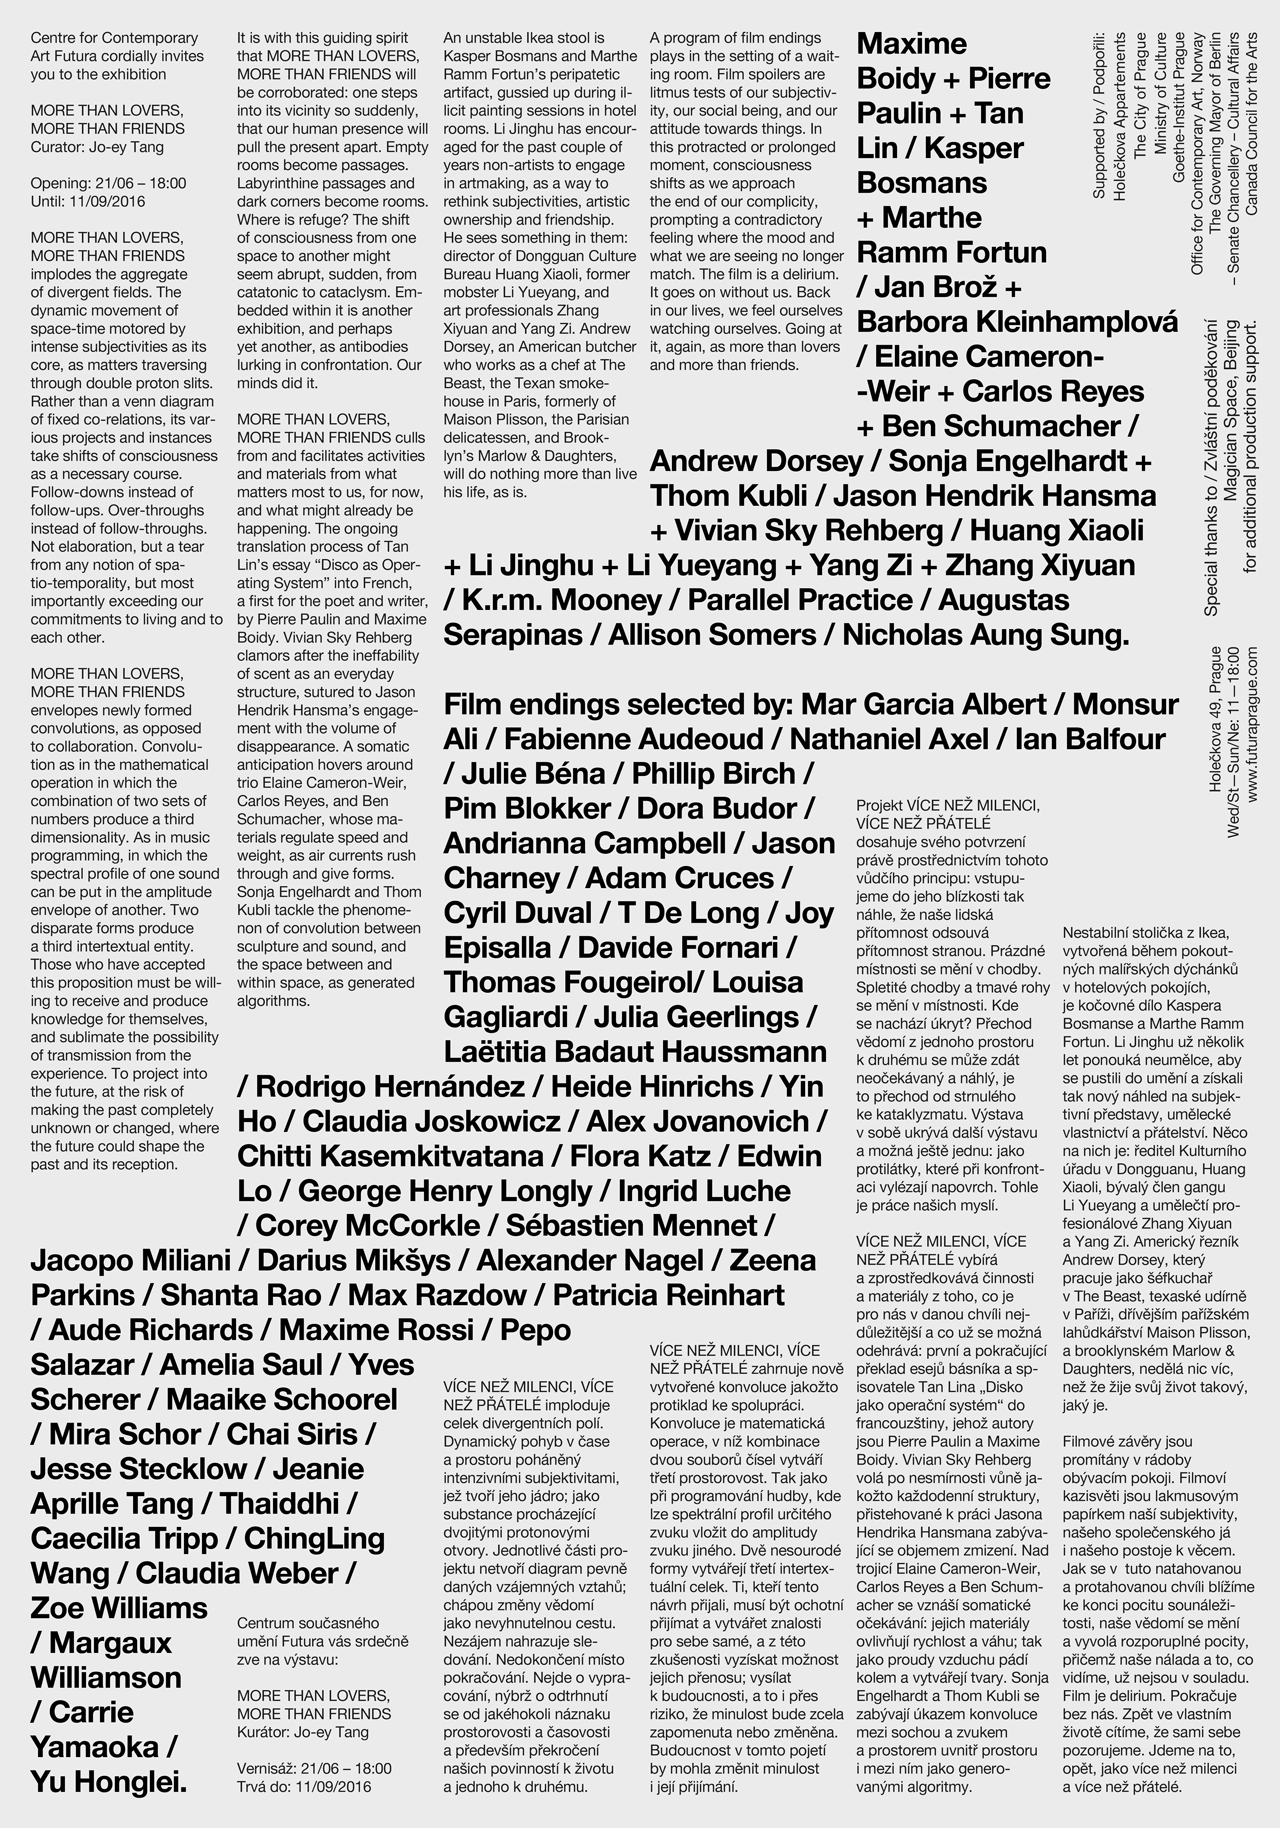 Centre for Contemporary
Art Futura cordially invites
you to the exhibition
MORE THAN LOVERS,
MORE THAN FRIENDS
Curator: Jo-ey Tang
Opening: 21/06 – 18:00
Until: 11/09/2016
MORE THAN LOVERS,
MORE THAN FRIENDS
implodes the aggregate
of divergent fields. The
dynamic movement of
space-time motored by
intense subjectivities as its
core, as matters traversing
through double proton slits.
Rather than a venn diagram
of fixed co-relations, its var-
ious projects and instances
take shifts of consciousness
as a necessary course.
Follow-downs instead of
follow-ups. Over-throughs
instead of follow-throughs.
Not elaboration, but a tear
from any notion of spa-
tio-temporality, but most
importantly exceeding our
commitments to living and to
each other.
MORE THAN LOVERS,
MORE THAN FRIENDS
envelopes newly formed
convolutions, as opposed
to collaboration. Convolu-
tion as in the mathematical
operation in which the
combination of two sets of
numbers produce a third
dimensionality. As in music
programming, in which the
spectral profile of one sound
can be put in the amplitude
envelope of another. Two
disparate forms produce
a third intertextual entity.
Those who have accepted
this proposition must be will-
ing to receive and produce
knowledge for themselves,
and sublimate the possibility
of transmission from the
experience. To project into
the future, at the risk of
making the past completely
unknown or changed, where
the future could shape the
past and its reception.
It is with this guiding spirit
that MORE THAN LOVERS,
MORE THAN FRIENDS will
be corroborated: one steps
into its vicinity so suddenly,
that our human presence will
pull the present apart. Empty
rooms become passages.
Labyrinthine passages and
dark corners become rooms.
Where is refuge? The shift
of consciousness from one
space to another might
seem abrupt, sudden, from
catatonic to cataclysm. Em-
bedded within it is another
exhibition, and perhaps
yet another, as antibodies
lurking in confrontation. Our
minds did it.
MORE THAN LOVERS,
MORE THAN FRIENDS culls
from and facilitates activities
and materials from what
matters most to us, for now,
and what might already be
happening. The ongoing
translation process of Tan
Lin's essay “Disco as Oper-
ating System” into French,
a first for the poet and writer,
by Pierre Paulin and Maxime
Boidy. Vivian Sky Rehberg
clamors after the ineffability
of scent as an everyday
structure, sutured to Jason
Hendrik Hansma's engage-
ment with the volume of
disappearance. A somatic
anticipation hovers around
trio Elaine Cameron-Weir,
Carlos Reyes, and Ben
Schumacher, whose ma-
terials regulate speed and
weight, as air currents rush
through and give forms.
Sonja Engelhardt and Thom
Kubli tackle the phenome-
non of convolution between
sculpture and sound, and
the space between and
within space, as generated
algorithms.
An unstable Ikea stool is
Kasper Bosmans and Marthe
Ramm Fortun's peripatetic
artifact, gussied up during il-
licit painting sessions in hotel
rooms. Li Jinghu has encour-
aged for the past couple of
years non-artists to engage
in artmaking, as a way to
rethink subjectivities, artistic
ownership and friendship.
He sees something in them:
director of Dongguan Culture
Bureau Huang Xiaoli, former
mobster Li Yueyang, and
art professionals Zhang
Xiyuan and Yang Zi. Andrew
Dorsey, an American butcher
who works as a chef at The
Beast, the Texan smoke-
house in Paris, formerly of
Maison Plisson, the Parisian
delicatessen, and Brook-
lyn's Marlow & Daughters,
will do nothing more than live
his life, as is.
A program of film endings
plays in the setting of a wait-
ing room. Film spoilers are
litmus tests of our subjectiv-
ity, our social being, and our
attitude towards things. In
this protracted or prolonged
moment, consciousness
shifts as we approach
the end of our complicity,
prompting a contradictory
feeling where the mood and
what we are seeing no longer
match. The film is a delirium.
It goes on without us. Back
in our lives, we feel ourselves
watching ourselves. Going at
it, again, as more than lovers
and more than friends.
Maxime
Boidy + Pierre
Paulin + Tan
Lin / Kasper
Bosmans
+ Marthe
Ramm Fortun
/ Jan Brož +
Barbora Kleinhamplová
/ Elaine Cameron-
-Weir + Carlos Reyes
+ Ben Schumacher /
Andrew Dorsey / Sonja Engelhardt +
Thom Kubli / Jason Hendrik Hansma
+ Vivian Sky Rehberg / Huang Xiaoli
+ Li Jinghu + Li Yueyang + Yang Zi + Zhang Xiyuan
/ K.r.m. Mooney / Parallel Practice / Augustas
Serapinas / Allison Somers / Nicholas Aung Sung.
Film endings selected by: Mar Garcia Albert / Monsur
Ali / Fabienne Audeoud / Nathaniel Axel / Ian Balfour
/ Julie Béna / Phillip Birch /
Pim Blokker / Dora Budor /
Andrianna Campbell / Jason
Charney / Adam Cruces /
Cyril Duval / T De Long / Joy
Episalla / Davide Fornari /
Thomas Fougeirol/ Louisa
Gagliardi / Julia Geerlings /
Laëtitia Badaut Haussmann
/ Rodrigo Hernández / Heide Hinrichs / Yin
Ho / Claudia Joskowicz / Alex Jovanovich /
Chitti Kasemkitvatana / Flora Katz / Edwin
Lo / George Henry Longly / Ingrid Luche
/ Corey McCorkle / Sébastien Mennet /
Jacopo Miliani / Darius Mikšys / Alexander Nagel / Zeena
Parkins / Shanta Rao / Max Razdow / Patricia Reinhart
/ Aude Richards / Maxime Rossi / Pepo
Salazar / Amelia Saul / Yves
Scherer / Maaike Schoorel
/ Mira Schor / Chai Siris /
Jesse Stecklow / Jeanie
Aprille Tang / Thaiddhi /
Caecilia Tripp / ChingLing
Wang / Claudia Weber /
Zoe Williams
/ Margaux
Williamson
/ Carrie
Yamaoka /
Yu Honglei.
Supported by / Podpořili:
Holečkova Appartements
The City of Prague
Ministry of Culture
Goethe-Institut Prague
Office for Contemporary Art, Norway
The Governing Mayor of Berlin
– Senate Chancellery – Cultural Affairs
Canada Council for the Arts
Special thanks to / Zvláštní poděkování
Magician Space, Beijing
for additional production support.
Holečkova 49, Prague
Wed/St—Sun/Ne: 11 — 18:00
www.futuraprague.com
Centrum současného
umění Futura vás srdečně
zve na výstavu:
MORE THAN LOVERS,
MORE THAN FRIENDS
Kurátor: Jo-ey Tang
Vernisáž: 21/06 – 18:00
Trvá do: 11/09/2016
VÍCE NEŽ MILENCI, VÍCE
NEŽ PŘÁTELÉ imploduje
celek divergentních polí.
Dynamický pohyb v čase
a prostoru poháněný
intenzivními subjektivitami,
jež tvoří jeho jádro; jako
substance procházející
dvojitými protonovými
otvory. Jednotlivé části pro-
jektu netvoří diagram pevně
daných vzájemných vztahů;
chápou změny vědomí
jako nevyhnutelnou cestu.
Nezájem nahrazuje sle-
dování. Nedokončení místo
pokračování. Nejde o vypra-
cování, nýbrž o odtrhnutí
se od jakéhokoli náznaku
prostorovosti a časovosti
a především překročení
našich povinností k životu
a jednoho k druhému.
VÍCE NEŽ MILENCI, VÍCE
NEŽ PŘÁTELÉ zahrnuje nově
vytvořené konvoluce jakožto
protiklad ke spolupráci.
Konvoluce je matematická
operace, v níž kombinace
dvou souborů čísel vytváří
třetí prostorovost. Tak jako
při programování hudby, kde
lze spektrální profil určitého
zvuku vložit do amplitudy
zvuku jiného. Dvě nesourodé
formy vytvářejí třetí intertex-
tuální celek. Ti, kteří tento
návrh přijali, musí být ochotní
přijímat a vytvářet znalosti
pro sebe samé, a z této
zkušenosti vyzískat možnost
jejich přenosu; vysílat
k budoucnosti, a to i přes
riziko, že minulost bude zcela
zapomenuta nebo změněna.
Budoucnost v tomto pojetí
by mohla změnit minulost
i její přijímání.
Projekt VÍCE NEŽ MILENCI,
VÍCE NEŽ PŘÁTELÉ
dosahuje svého potvrzení
právě prostřednictvím tohoto
vůdčího principu: vstupu-
jeme do jeho blízkosti tak
náhle, že naše lidská
přítomnost odsouvá
přítomnost stranou. Prázdné
místnosti se mění v chodby.
Spletité chodby a tmavé rohy
se mění v místnosti. Kde
se nachází úkryt? Přechod
vědomí z jednoho prostoru
k druhému se může zdát
neočekávaný a náhlý, je
to přechod od strnulého
ke kataklyzmatu. Výstava
v sobě ukrývá další výstavu
a možná ještě jednu: jako
protilátky, které při konfront-
aci vylézají napovrch. Tohle
je práce našich myslí.
VÍCE NEŽ MILENCI, VÍCE
NEŽ PŘÁTELÉ vybírá
a zprostředkovává činnosti
a materiály z toho, co je
pro nás v danou chvíli nej-
důležitější a co už se možná
odehrává: první a pokračující
překlad esejů básníka a sp-
isovatele Tan Lina „Disko
jako operační systém“ do
francouzštiny, jehož autory
jsou Pierre Paulin a Maxime
Boidy. Vivian Sky Rehberg
volá po nesmírnosti vůně ja-
kožto každodenní struktury,
přistehované k práci Jasona
Hendrika Hansmana zabýva-
jící se objemem zmizení. Nad
trojicí Elaine Cameron-Weir,
Carlos Reyes a Ben Schum-
acher se vznáší somatické
očekávání: jejich materiály
ovlivňují rychlost a váhu; tak
jako proudy vzduchu pádí
kolem a vytvářejí tvary. Sonja
Engelhardt a Thom Kubli se
zabývají úkazem konvoluce
mezi sochou a zvukem
a prostorem uvnitř prostoru
i mezi ním jako genero-
vanými algoritmy.
Nestabilní stolička z Ikea,
vytvořená během pokout-
ných malířských dýchánků
v hotelových pokojích,
je kočovné dílo Kaspera
Bosmanse a Marthe Ramm
Fortun. Li Jinghu už několik
let ponouká neumělce, aby
se pustili do umění a získali
tak nový náhled na subjek-
tivní představy, umělecké
vlastnictví a přátelství. Něco
na nich je: ředitel Kulturního
úřadu v Dongguanu, Huang
Xiaoli, bývalý člen gangu
Li Yueyang a umělečtí pro-
fesionálové Zhang Xiyuan
a Yang Zi. Americký řezník
Andrew Dorsey, který
pracuje jako šéfkuchař
v The Beast, texaské udírně
v Paříži, dřívějším pařížském
lahůdkářství Maison Plisson,
a brooklynském Marlow &
Daughters, nedělá nic víc,
než že žije svůj život takový,
jaký je.
Filmové závěry jsou
promítány v rádoby
obývacím pokoji. Filmoví
kazisvěti jsou lakmusovým
papírkem naší subjektivity,
našeho společenského já
i našeho postoje k věcem.
Jak se v tuto natahovanou
a protahovanou chvíli blížíme
ke konci pocitu sounáleži-
tosti, naše vědomí se mění
a vyvolá rozporuplné pocity,
přičemž naše nálada a to, co
vidíme, už nejsou v souladu.
Film je delirium. Pokračuje
bez nás. Zpět ve vlastním
životě cítíme, že sami sebe
pozorujeme. Jdeme na to,
opět, jako více než milenci
a více než přátelé.